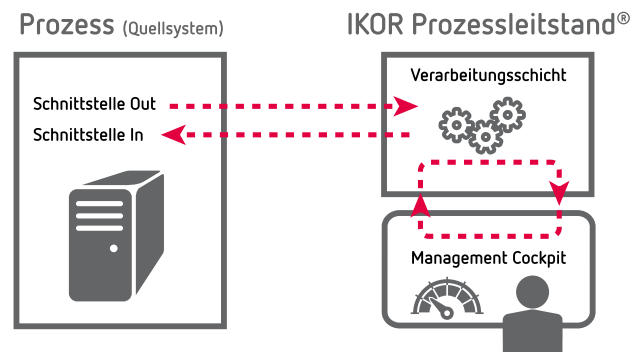 Prozess (Quellsystem)
IKOR Prozessleitstand®
Schnittstelle Out
Schnittstelle In
Verarbeitungsschicht
Management Cockpit